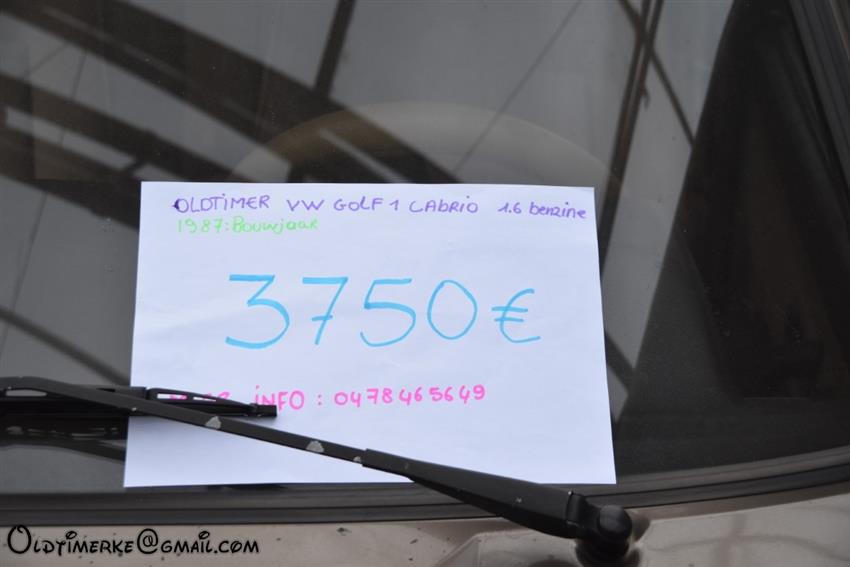 OLDTIMER VW GOLF 1 CABRIO 1.6 benzine
1987: Bouwjaar
3750 €
INFO : 0478465649
Oldtimerke@gmail.com